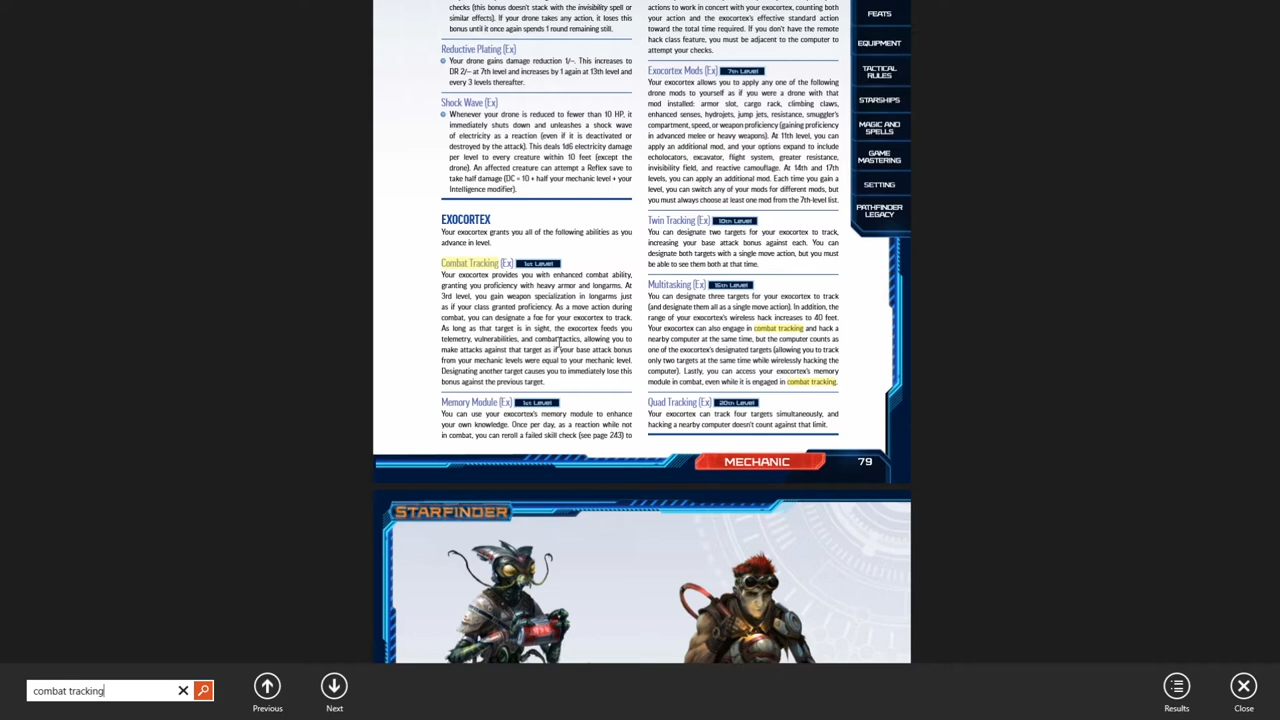 checks (this bonus doesn't stack with the invisibility spell or
similar effects). If your drone takes any action, it loses this
bonus until it once again spends 1 round remaining still.
Reductive Plating (Ex)
Your drone gains damage reduction 1/–. This increases to
DR 2/– at 7th level and increases by 1 again at 13th level and
every 3 levels thereafter.
Shock Wave (Ex)
Whenever your drone is reduced to fewer than 10 HP, it
immediately shuts down and unleashes a shock wave
of electricity as a reaction (even if it is deactivated or
destroyed by the attack). This deals 1d6 electricity damage
per level to every creature within 10 feet (except the
drone). An affected creature can attempt a Reflex save to
take half damage (DC = 10 + half your mechanic level + your
Intelligence modifier).
EXOCORTEX
Your exocortex grants you all of the following abilities as you
advance in level.
Combat Tracking (Ex) 1st Level
Your exocortex provides you with enhanced combat ability,
granting you proficiency with heavy armor and longarms. At
3rd level, you gain weapon specialization in longarms just
as if your class granted proficiency. As a move action during
combat, you can designate a foe for your exocortex to track.
As long as that target is in sight, the exocortex feeds you
telemetry, vulnerabilities, and combat tactics, allowing you to
make attacks against that target as if your base attack bonus
from your mechanic levels were equal to your mechanic level.
Designating another target causes you to immediately lose this
bonus against the previous target.
Memory Module (Ex) 1st Level
You can use your exocortex's memory module to enhance
your own knowledge. Once per day, as a reaction while not
in combat, you can reroll a failed skill check (see page 243) to
actions to work in concert with your exocortex, counting both
your action and the exocortex's effective standard action
toward the total time required. If you don't have the remote
hack class feature, you must be adjacent to the computer to
attempt your checks.
Exocortex Mods (Ex) 7th Level
Your exocortex allows you to apply any one of the following
drone mods to yourself as if you were a drone with that
mod installed: armor slot, cargo rack, climbing claws,
enhanced senses, hydrojets, jump jets, resistance, smuggler's
compartment, speed, or weapon proficiency (gaining proficiency
in advanced melee or heavy weapons). At 11th level, you can
apply an additional mod, and your options expand to include
echolocators, excavator, flight system, greater resistance,
invisibility field, and reactive camouflage. At 14th and 17th
levels, you can apply an additional mod. Each time you gain a
level, you can switch any of your mods for different mods, but
you must always choose at least one mod from the 7th-level list.
Twin Tracking (Ex) 10th Level
You can designate two targets for your exocortex to track,
increasing your base attack bonus against each. You can
designate both targets with a single move action, but you must
be able to see them both at that time.
Multitasking (Ex) 15th Level
You can designate three targets for your exocortex to track
(and designate them all as a single move action). In addition, the
range of your exocortex's wireless hack increases to 40 feet.
Your exocortex can also engage in combat tracking and hack a
nearby computer at the same time, but the computer counts as
one of the exocortex's designated targets (allowing you to track
only two targets at the same time while wirelessly hacking the
computer). Lastly, you can access your exocortex's memory
module in combat, even while it is engaged in combat tracking.
Quad Tracking (Ex) 20th Level
Your exocortex can track four targets simultaneously, and
hacking a nearby computer doesn't count against that limit.
FEATS
EQUIPMENT
TACTICAL
RULES
STARSHIPS
MAGIC AND
SPELLS
GAME
MASTERING
SETTING
PATHFINDER
LEGACY
MECHANIC 79
STARFINDER
combat tracking
Previous
Next
Results
Close